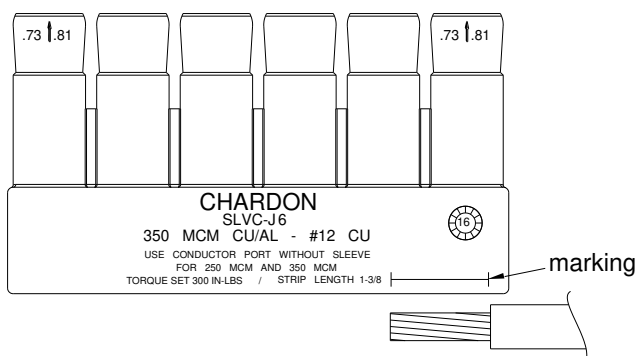 .73 .81
.73 .81
CHARDON
SLVC-J6
350 MCM CU/AL - #12 CU
16
USE CONDUCTOR PORT WITHOUT SLEEVE
FOR 250 MCM AND 350 MCM
TORQUE SET 300 IN-LBS / STRIP LENGTH 1-3/8
marking